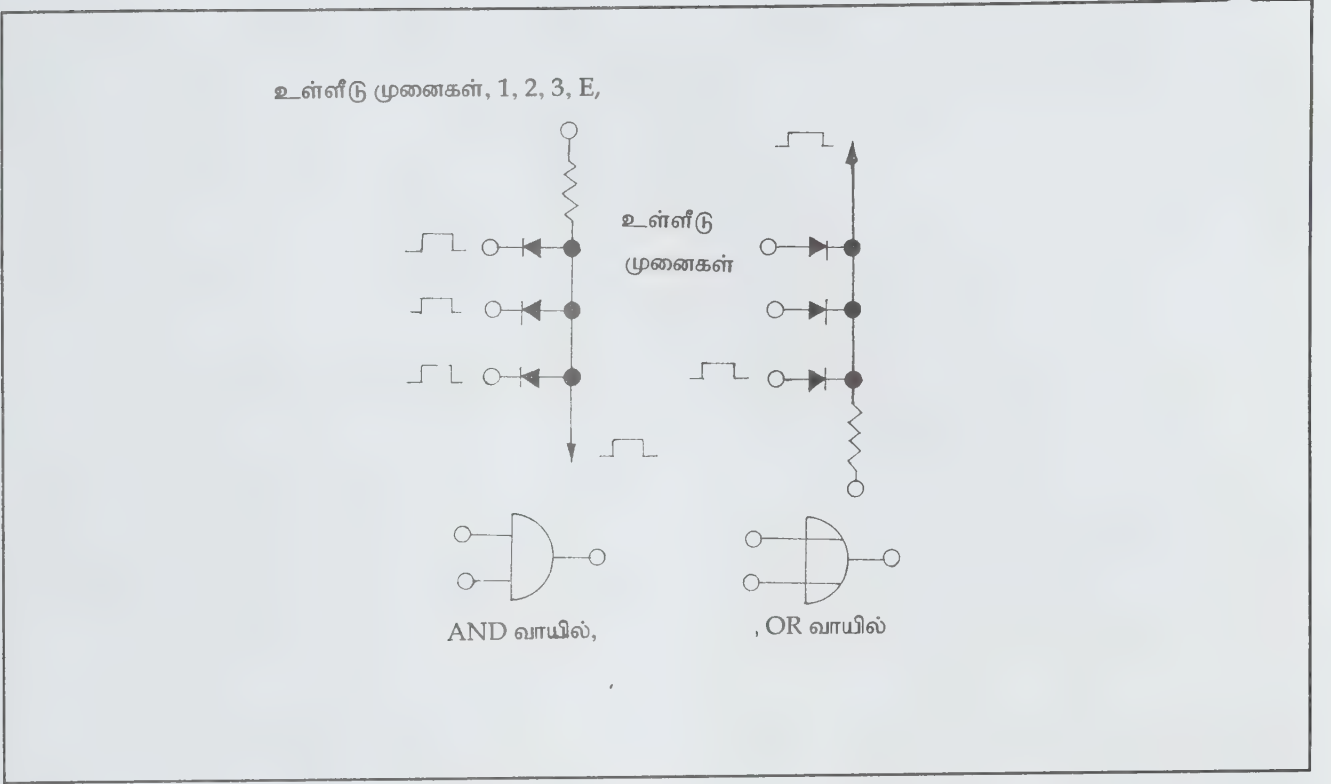 உள்ளீடு முனைகள், 1, 2, 3, E,
உள்ளீடு
முனைகள்
AND வாயில்,
, OR வாயில்